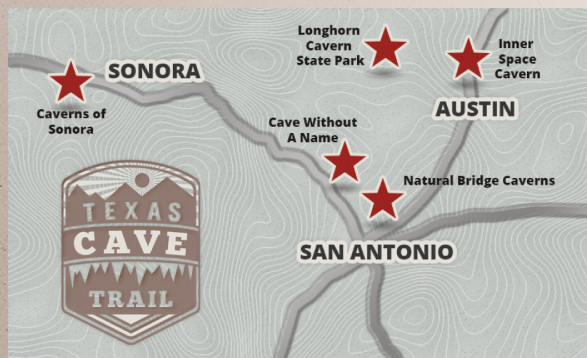 Longhorn
Cavern
State Park
Inner
Space
Cavern
SONORA
Caverns of
Sonora
AUSTIN
Cave Without
A Name
Natural Bridge Caverns
SAN ANTONIO
TEXAS
CAVE
TRAIL